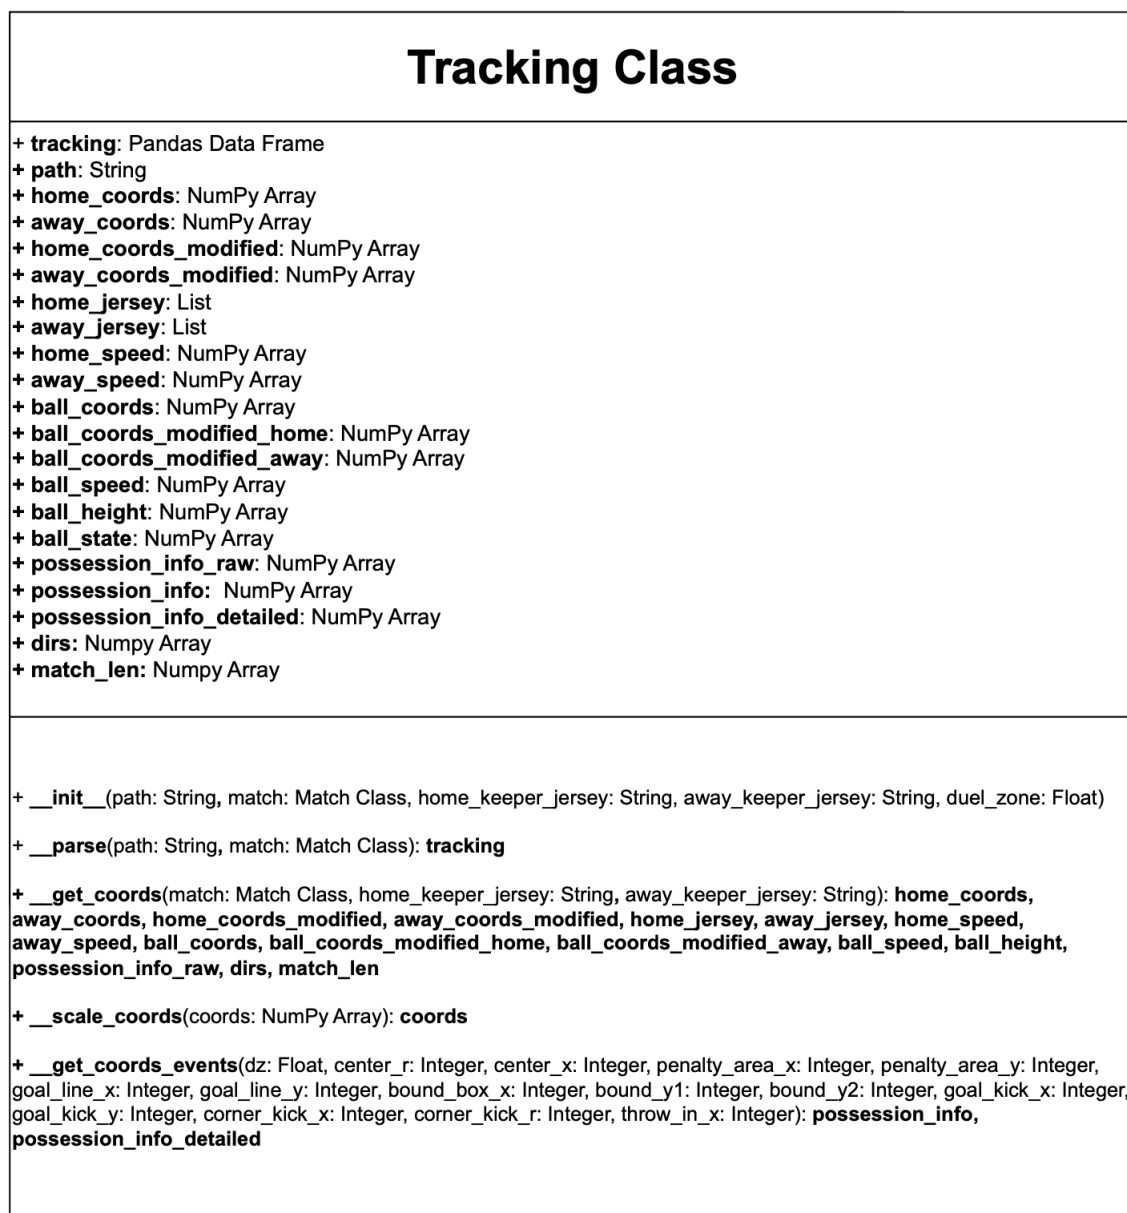 Tracking Class
+ tracking: Pandas Data Frame
+ path: String
+ home_coords: NumPy Array
+ away_coords: NumPy Array
+ home_coords_modified: NumPy Array
+ away_coords_modified: NumPy Array
+ home_jersey: List
+ away_jersey: List
+ home_speed: NumPy Array
+ away_speed: NumPy Array
+ ball_coords: NumPy Array
+ ball_coords_modified_home: NumPy Array
+ ball_coords_modified_away: NumPy Array
+ ball_speed: NumPy Array
+ ball_height: NumPy Array
+ ball_state: NumPy Array
+ possession_info_raw: NumPy Array
+ possession_info:  NumPy Array
+ possession_info_detailed: NumPy Array
+ dirs: Numpy Array
+ match_len: Numpy Array
+ __init__(path: String, match: Match Class, home_keeper_jersey: String, away_keeper_jersey: String, duel_zone: Float)
+ __parse(path: String, match: Match Class): tracking
+ __get_coords(match: Match Class, home_keeper_jersey: String, away_keeper_jersey: String): home_coords,
away_coords, home_coords_modified, away_coords_modified, home_jersey, away_jersey, home_speed,
away_speed, ball_coords, ball_coords_modified_home, ball_coords_modified_away, ball_speed, ball_height,
possession_info_raw, dirs, match_len
+ __scale_coords(coords: NumPy Array): coords
+ __get_coords_events(dz: Float, center_r: Integer, center_x: Integer, penalty_area_x: Integer, penalty_area_y: Integer,
goal_line_x: Integer, goal_line_y: Integer, bound_box_x: Integer, bound_y1: Integer, bound_y2: Integer, goal_kick_x: Integer,
goal_kick_y: Integer, corner_kick_x: Integer, corner_kick_r: Integer, throw_in_x: Integer): possession_info,
possession_info_detailed